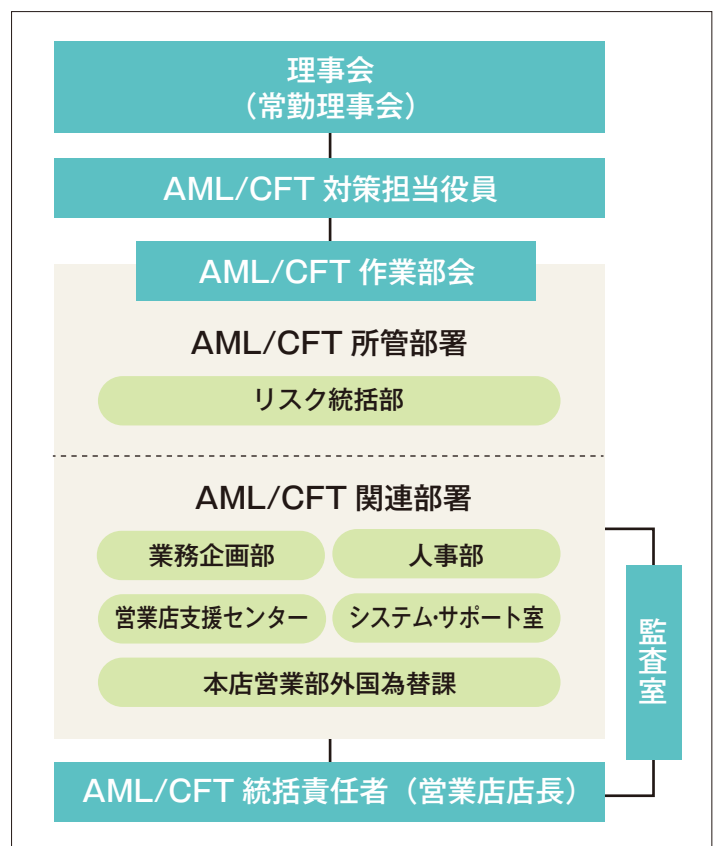 理事会
（常勤理事会）
AML/CFT 対策担当役員
AML/CFT 作業部会
AML/CFT 所管部署
リスク統括部
AML/CFT 関連部署
業務企画部
人事部
営業店支援センター
システム・サポート室
本店営業部外国為替課
監査室
AML/CFT 統括責任者（営業店店長）